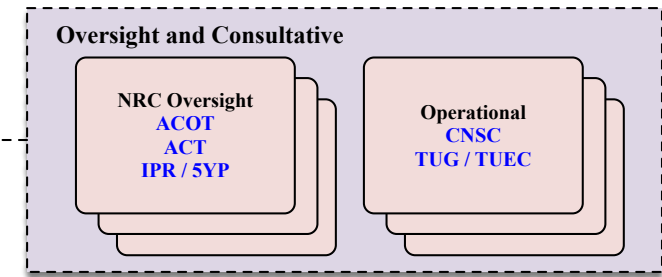 Oversight and Consultative
NRC Oversight
ACOT
ACT
IPR / 5YP
Operational
CNSC
TUG / TUEC